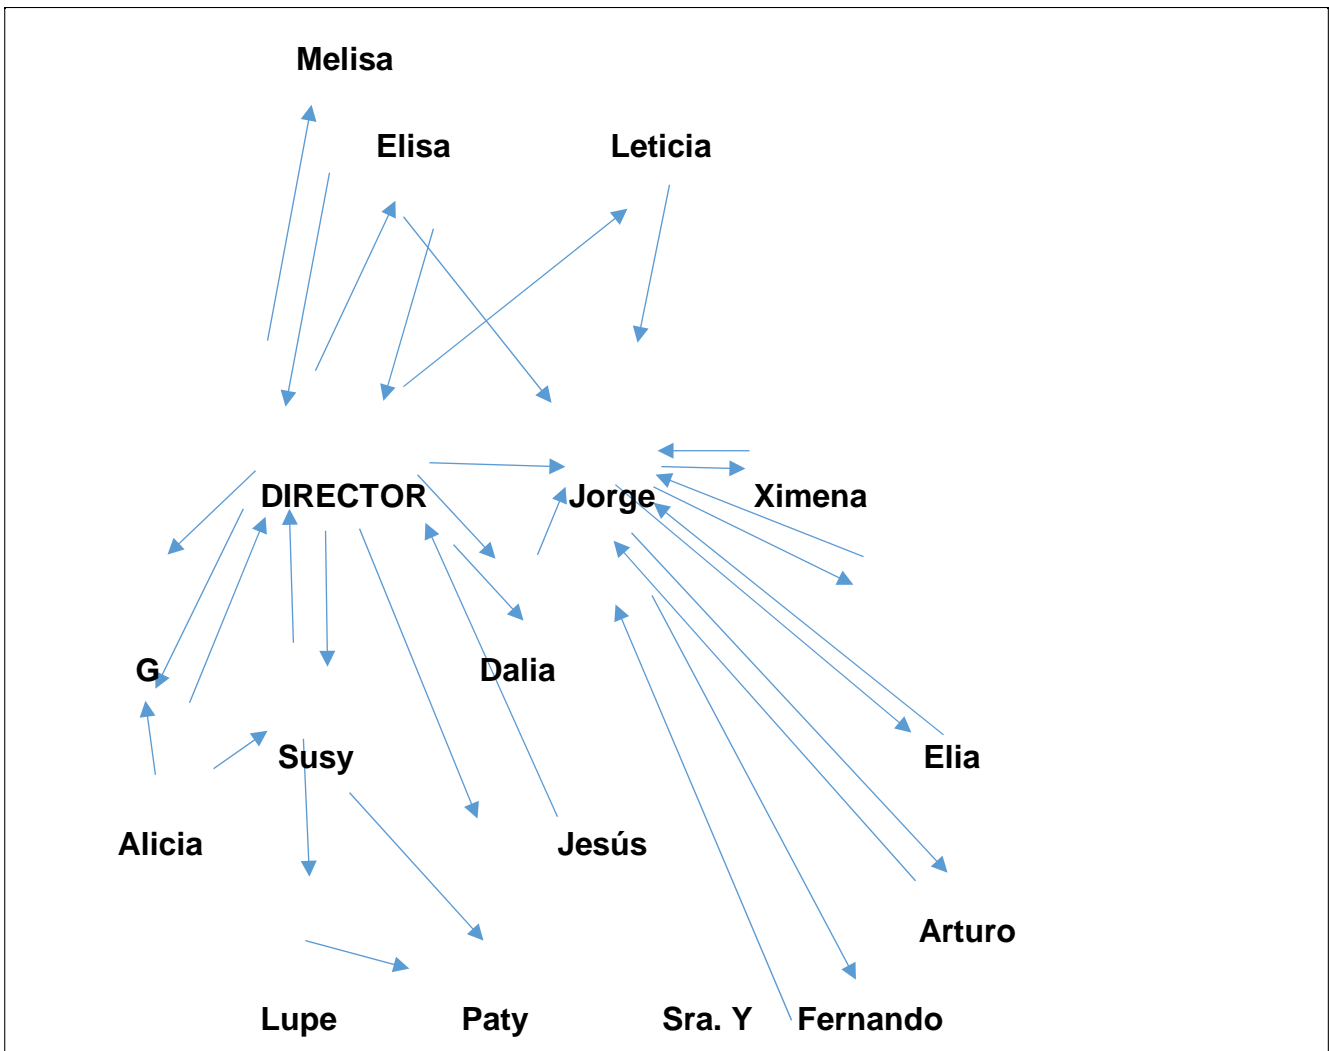 Melisa
Elisa Leticia
DIRECTOR Jorge Ximena
G Dalia
Susy Elia
Alicia Jesús
Arturo
Lupe Paty Sra. Y Fernando